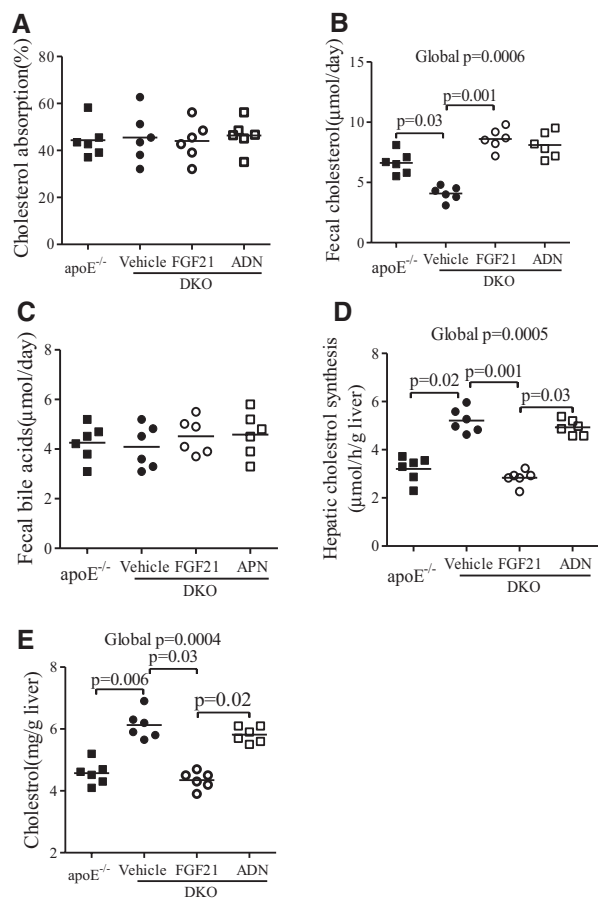 A
Cholesterol absorption(%)
80
60
40
20
0
apoE-/-
Vehicle
FGF21
ADN
DKO
B
Fecal cholesterol(μmol/day)
Global p=0.0006
p=0.001
p=0.03
15
10
5
0
apoE-/-
Vehicle
FGF21
ADN
DKO
C
Fecal bile acids(μmol/day)
8
6
4
2
0
apoE-/-
Vehicle
FGF21
APN
DKO
D
Hepatic cholestrol synthesis
(μmol/h/g liver)
Global p=0.0005
p=0.02
p=0.001
p=0.03
8
6
4
2
0
apoE-/-
Vehicle
FGF21
ADN
DKO
E
Cholestrol(mg/g liver)
Global p=0.0004
p=0.03
p=0.006
p=0.02
8
6
4
2
E
apoE-/-
Vehicle
FGF21
ADN
DKO